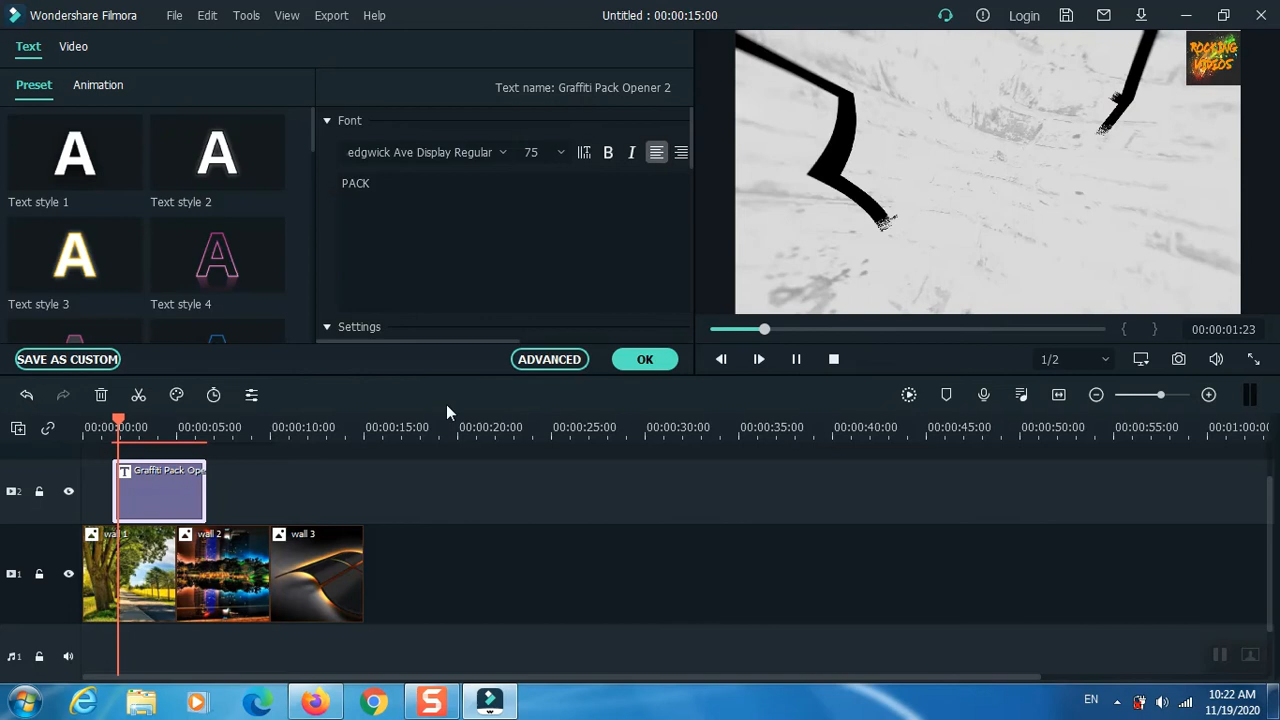 Wondershare Filmora
File Edit Tools View Export Help
Untitled : 00:00:15:00
Login
Text Video
Preset Animation
Text name: Graffiti Pack Opener 2
Font
edgwick Ave Display Regular 75 B I
PACK
Settings
A A
Text style 1 Text style 2
A A
Text style 3 Text style 4
SAVE AS CUSTOM ADVANCED OK
ROCKING
VIDEOS
00:00:01:23
1/2
00:00:00:00 00:00:05:00 00:00:10:00 00:00:15:00 00:00:20:00 00:00:25:00 00:00:30:00 00:00:35:00 00:00:40:00 00:00:45:00 00:00:50:00 00:00:55:00 00:01:00:00
2
T Graffiti Pack Ope
1
wall 1 wall 2 wall 3
1
EN
10:22 AM
11/19/2020